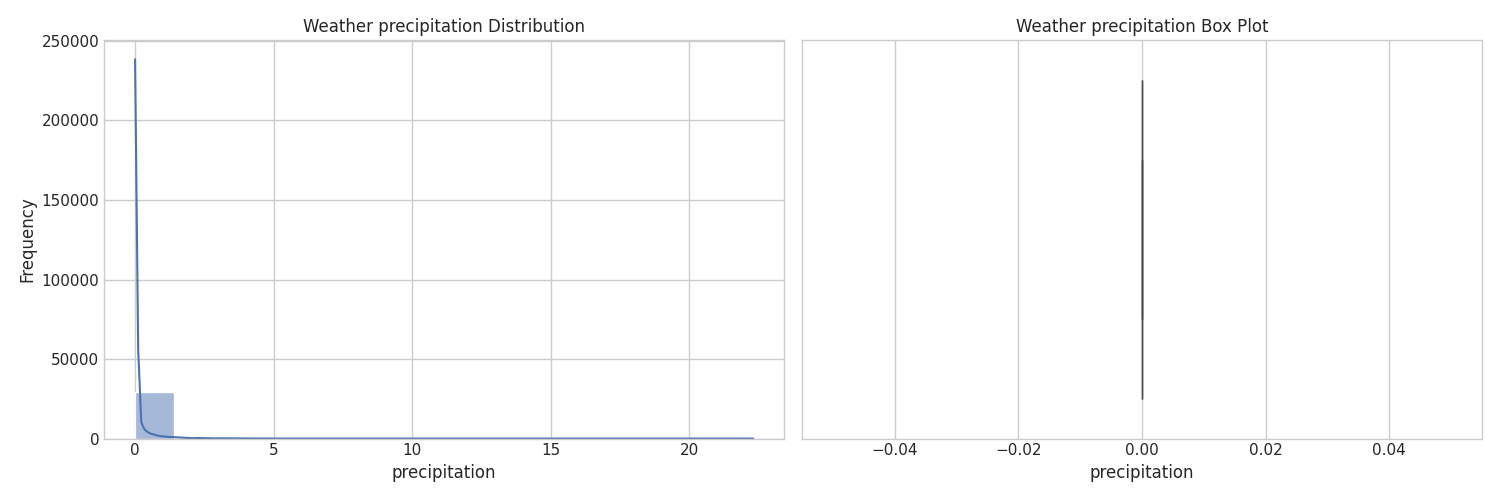 Weather precipitation Distribution
250000
200000
150000
100000
50000
0
Frequency
0 5 10 15 20
precipitation
Weather precipitation Box Plot
−0.04 −0.02 0.00 0.02 0.04
precipitation